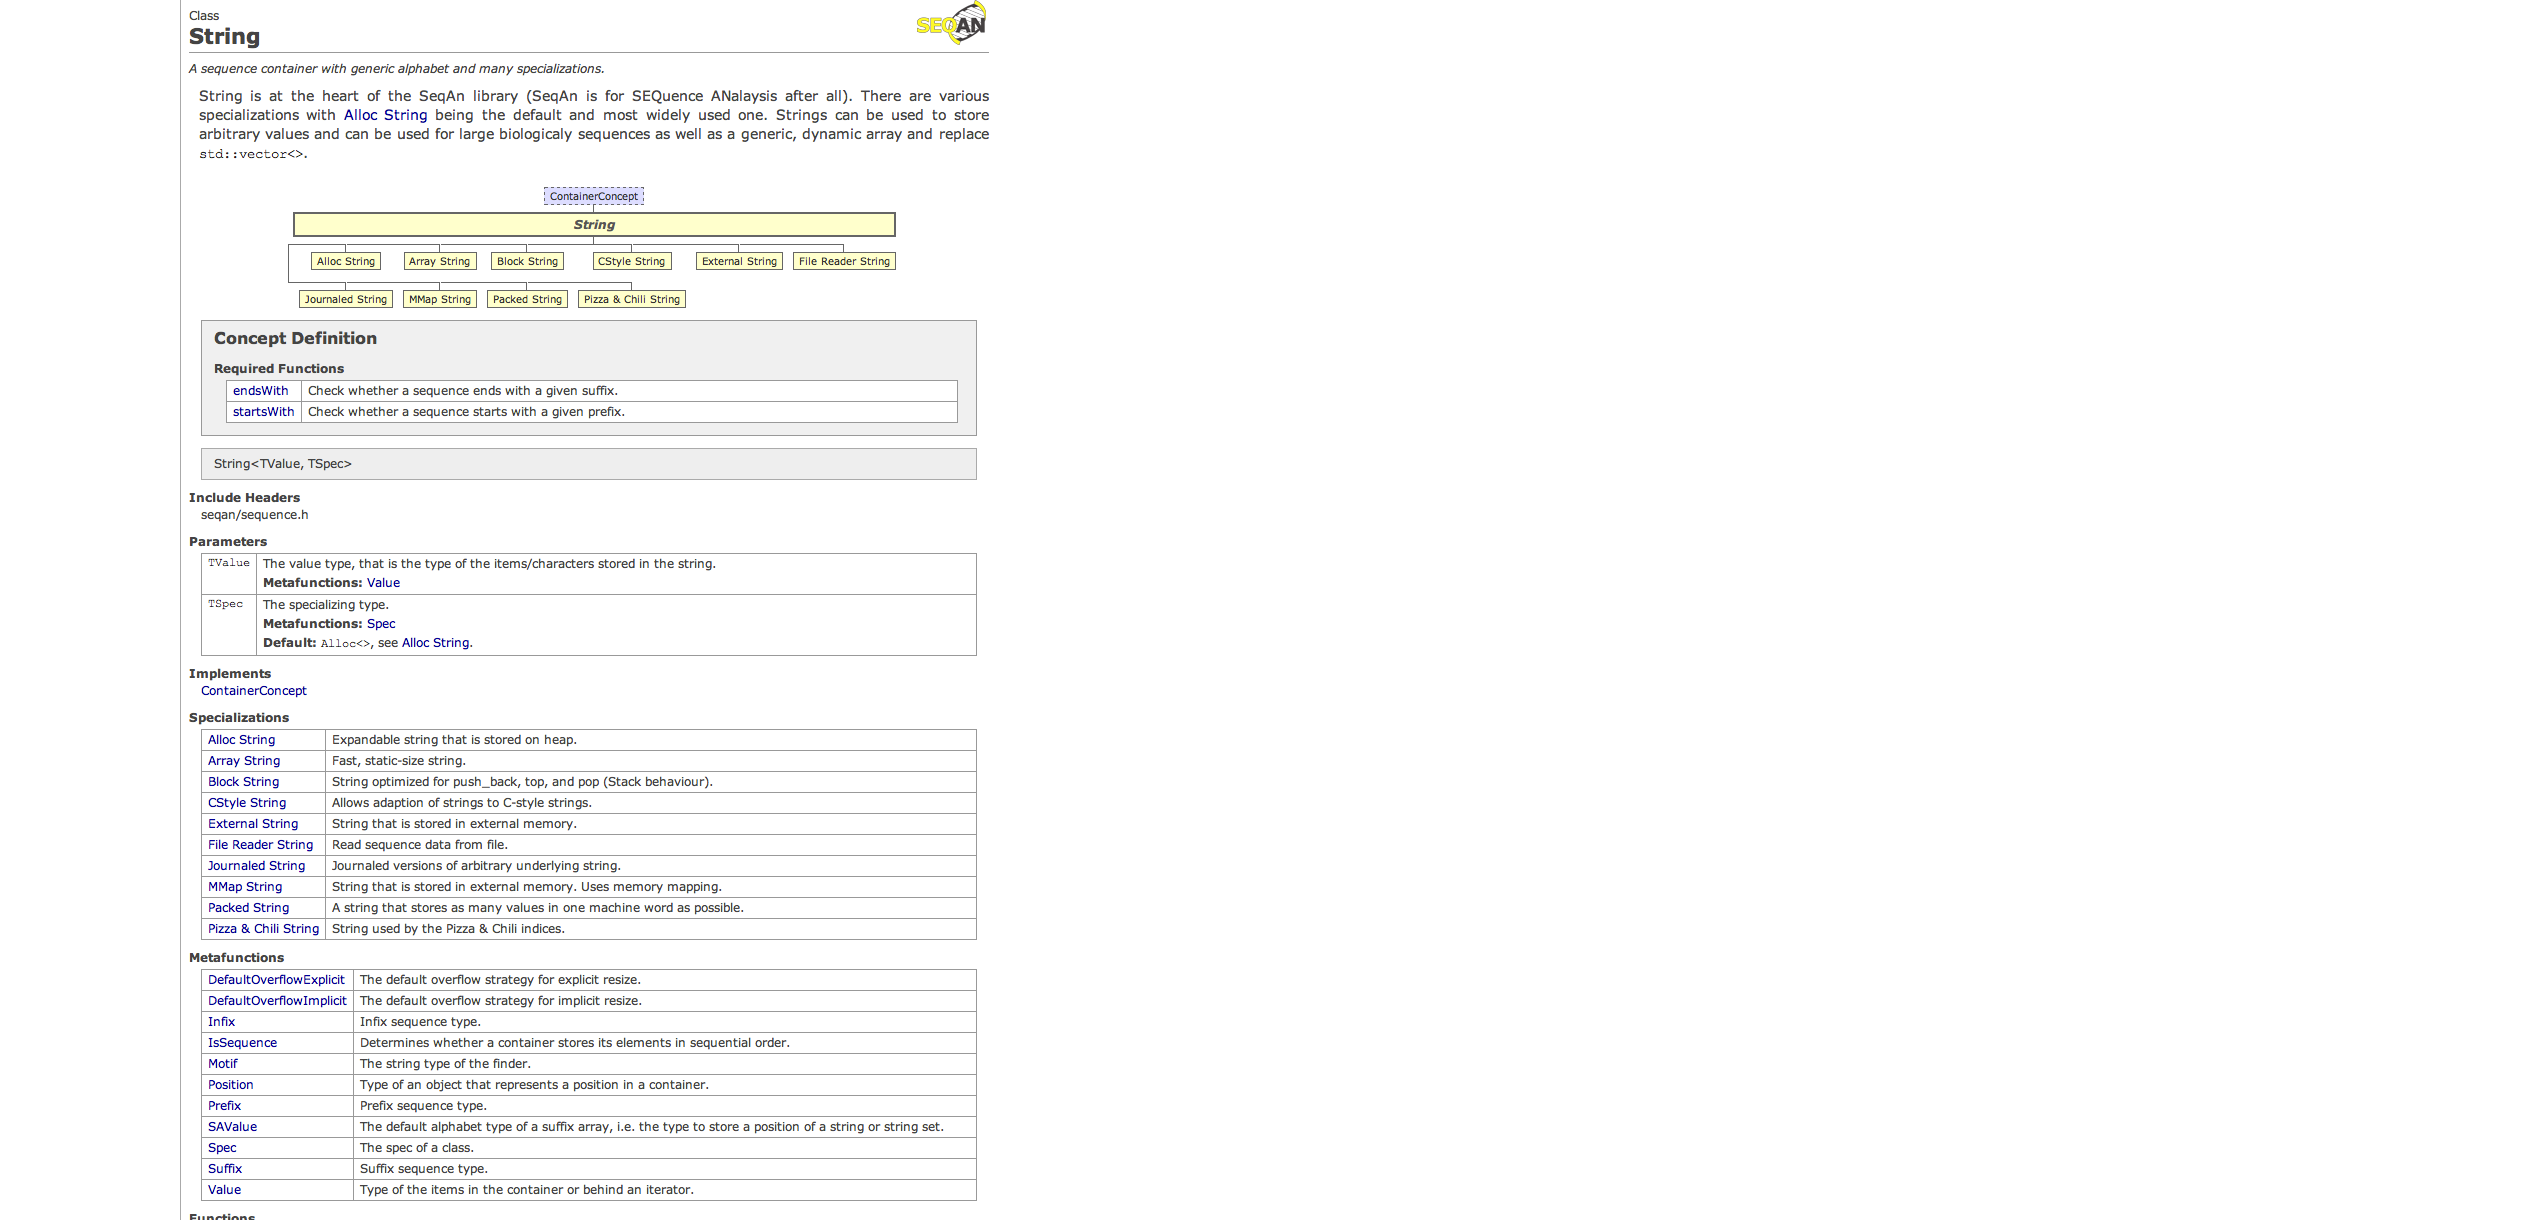 Class
String
SEQAN
A sequence container with generic alphabet and many specializations.
String is at the heart of the SeqAn library (SeqAn is for SEQuence ANalaysis after all). There are various
specializations with Alloc String being the default and most widely used one. Strings can be used to store
arbitrary values and can be used for large biologicaly sequences as well as a generic, dynamic array and replace
std::vector<>.
ContainerConcept
String
Alloc String Array String Block String CStyle String External String File Reader String
Journaled String MMap String Packed String Pizza & Chili String
Concept Definition
Required Functions
endsWith Check whether a sequence ends with a given suffix.
startsWith Check whether a sequence starts with a given prefix.
String<TValue, TSpec>
Include Headers
seqan/sequence.h
Parameters
TValue The value type, that is the type of the items/characters stored in the string.
Metafunctions: Value
TSpec The specializing type.
Metafunctions: Spec
Default: Alloc<>, see Alloc String.
Implements
ContainerConcept
Specializations
Alloc String Expandable string that is stored on heap.
Array String Fast, static-size string.
Block String String optimized for push_back, top, and pop (Stack behaviour).
CStyle String Allows adaption of strings to C-style strings.
External String String that is stored in external memory.
File Reader String Read sequence data from file.
Journaled String Journaled versions of arbitrary underlying string.
MMap String String that is stored in external memory. Uses memory mapping.
Packed String A string that stores as many values in one machine word as possible.
Pizza & Chili String String used by the Pizza & Chili indices.
Metafunctions
DefaultOverflowExplicit The default overflow strategy for explicit resize.
DefaultOverflowImplicit The default overflow strategy for implicit resize.
Infix Infix sequence type.
IsSequence Determines whether a container stores its elements in sequential order.
Motif The string type of the finder.
Position Type of an object that represents a position in a container.
Prefix Prefix sequence type.
SAValue The default alphabet type of a suffix array, i.e. the type to store a position of a string or string set.
Spec The spec of a class.
Suffix Suffix sequence type.
Value Type of the items in the container or behind an iterator.
Functions